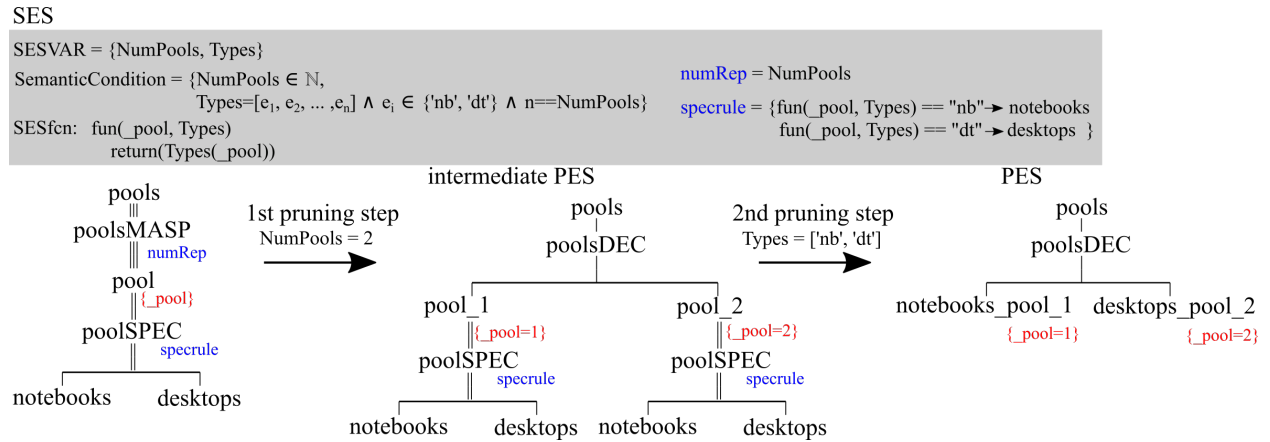 SES
SESVAR = {NumPools, Types}
SemanticCondition = {NumPools ∈ ℕ,
Types=[e₁, e₂, ... ,eₙ] ∧ eᵢ ∈ {'nb', 'dt'} ∧ n==NumPools}
SESfcn: fun(_pool, Types)
return(Types(_pool))
numRep = NumPools
specrule = {fun(_pool, Types) == "nb"→ notebooks
fun(_pool, Types) == "dt"→ desktops }
pools
poolsMASP
numRep
pool
{_pool}
poolSPEC
specrule
notebooks desktops
1st pruning step
NumPools = 2
intermediate PES
pools
poolsDEC
pool_1 pool_2
{_pool=1} {_pool=2}
poolSPEC poolSPEC
specrule specrule
notebooks desktops notebooks desktops
2nd pruning step
Types = ['nb', 'dt']
PES
pools
poolsDEC
notebooks_pool_1 desktops_pool_2
{_pool=1} {_pool=2}